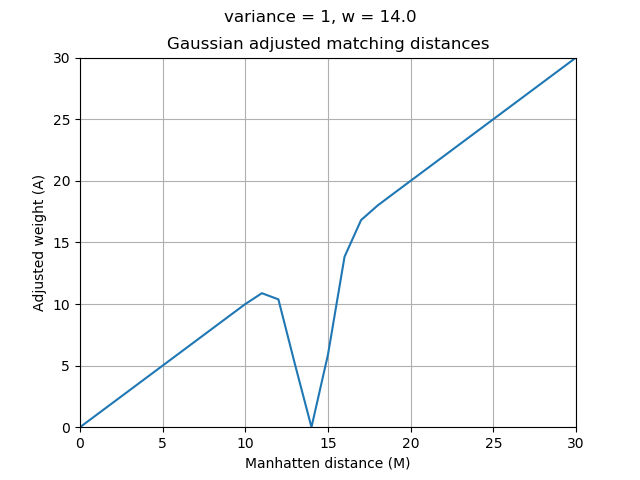 variance = 1, w = 14.0
Gaussian adjusted matching distances
30
25
20
15
10
5
0
Adjusted weight (A)
0 5 10 15 20 25 30
Manhatten distance (M)